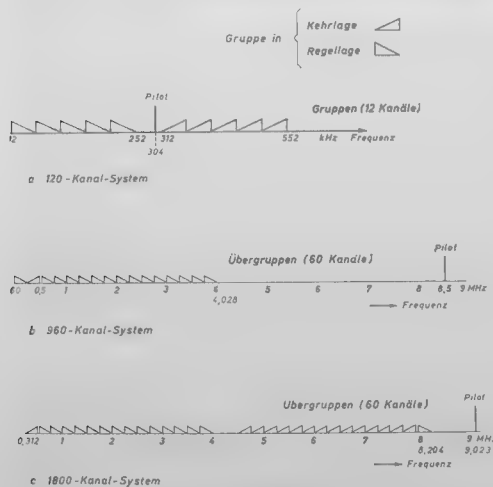 Gruppe in
Kehrlage
Regellage
Pilot
Gruppen (12 Kanäle)
12 252 312 552 kHz Frequenz
304
a 120-Kanal-System
Übergruppen (60 Kanäle)
Pilot
60 0,5 1 2 3 4 5 6 7 8 8,5 9 MHz
4,028
Frequenz
b 960-Kanal-System
Übergruppen (60 Kanäle)
Pilot
0,312 1 2 3 4 5 6 7 8 9 MHz
8,204 9,023
Frequenz
c 1800-Kanal-System